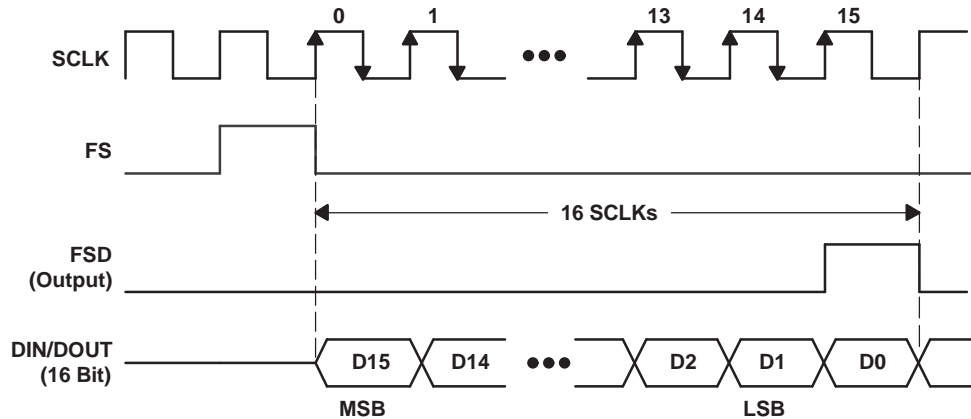 0 1 13 14 15
SCLK
FS
16 SCLKs
FSD
(Output)
DIN/DOUT
(16 Bit)
D15 D14 D2 D1 D0
MSB LSB